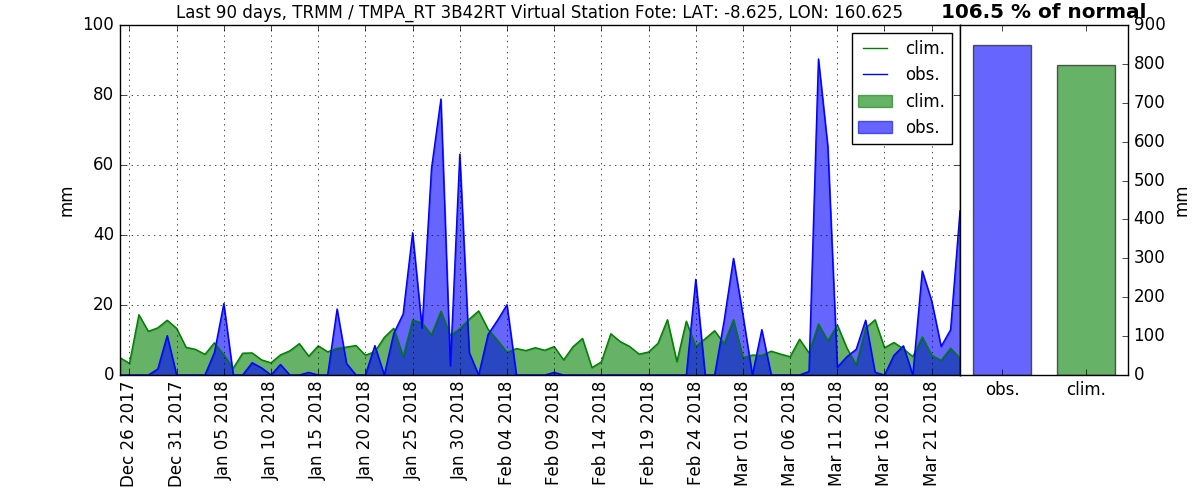 Last 90 days, TRMM / TMPA_RT 3B42RT Virtual Station Fote: LAT: -8.625, LON: 160.625
106.5 % of normal
mm
100
80
60
40
20
0
clim.
obs.
clim.
obs.
900
800
700
600
500
400
300
200
100
0
mm
obs.
clim.
Dec 26 2017
Dec 31 2017
Jan 05 2018
Jan 10 2018
Jan 15 2018
Jan 20 2018
Jan 25 2018
Jan 30 2018
Feb 04 2018
Feb 09 2018
Feb 14 2018
Feb 19 2018
Feb 24 2018
Mar 01 2018
Mar 06 2018
Mar 11 2018
Mar 16 2018
Mar 21 2018